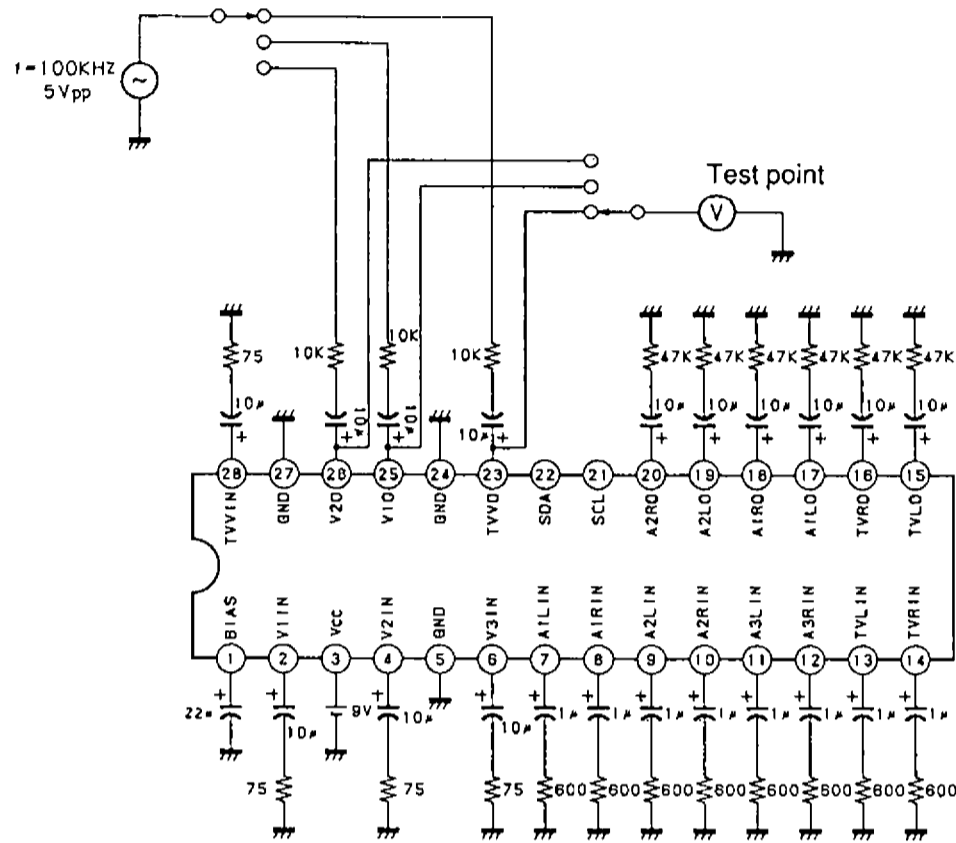 f=100KHZ
5Vpp
~
Test point
V
75
10K
10K
10K
47K
47K
47K
47K
47K
47K
10μ
10μ
10μ
10μ
10μ
10μ
10μ
10μ
10μ
10μ
+
+
+
+
+
+
+
+
+
+
28
27
26
25
24
23
22
21
20
19
18
17
16
15
TVVIN
GND
V2O
V1O
GND
TVVO
SDA
SCL
A2RO
A2LO
A1RO
A1LO
TVRO
TVLO
BIAS
V1IN
Vcc
V2IN
GND
V3IN
A1LIN
A1RIN
A2LIN
A2RIN
A3LIN
A3RIN
TVLIN
TVRIN
1
2
3
4
5
6
7
8
9
10
11
12
13
14
+
+
+
+
+
+
+
+
+
+
+
+
22μ
10μ
9V
10μ
10μ
1μ
1μ
1μ
1μ
1μ
1μ
1μ
1μ
75
75
75
600
600
600
600
600
600
600
600